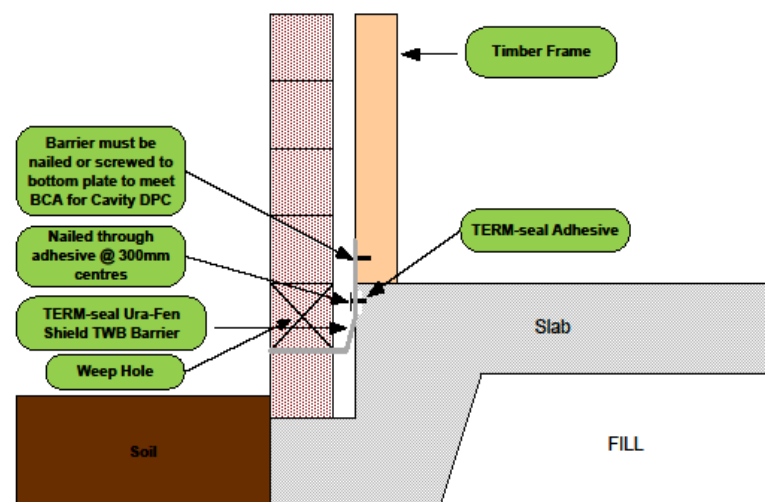 Timber Frame
Barrier must be
nailed or screwed to
bottom plate to meet
BCA for Cavity DPC
TERM-seal Adhesive
Nailed through
adhesive @ 300mm
centres
TERM-seal Ura-Fen
Shield TWB Barrier
Slab
Weep Hole
Soil
FILL